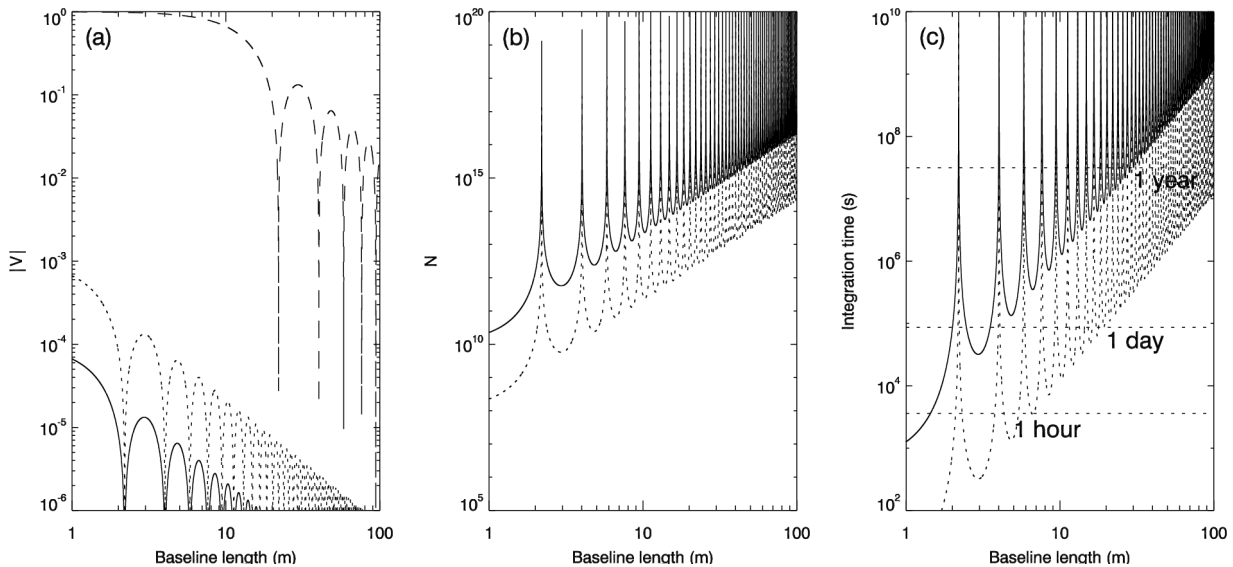 (a)
|V|
10^0
10^-1
10^-2
10^-3
10^-4
10^-5
10^-6
1
10
100
Baseline length (m)
(b)
N
10^20
10^15
10^10
10^5
1
10
100
Baseline length (m)
(c)
Integration time (s)
10^10
10^8
10^6
10^4
10^2
1 year
1 day
1 hour
1
10
100
Baseline length (m)